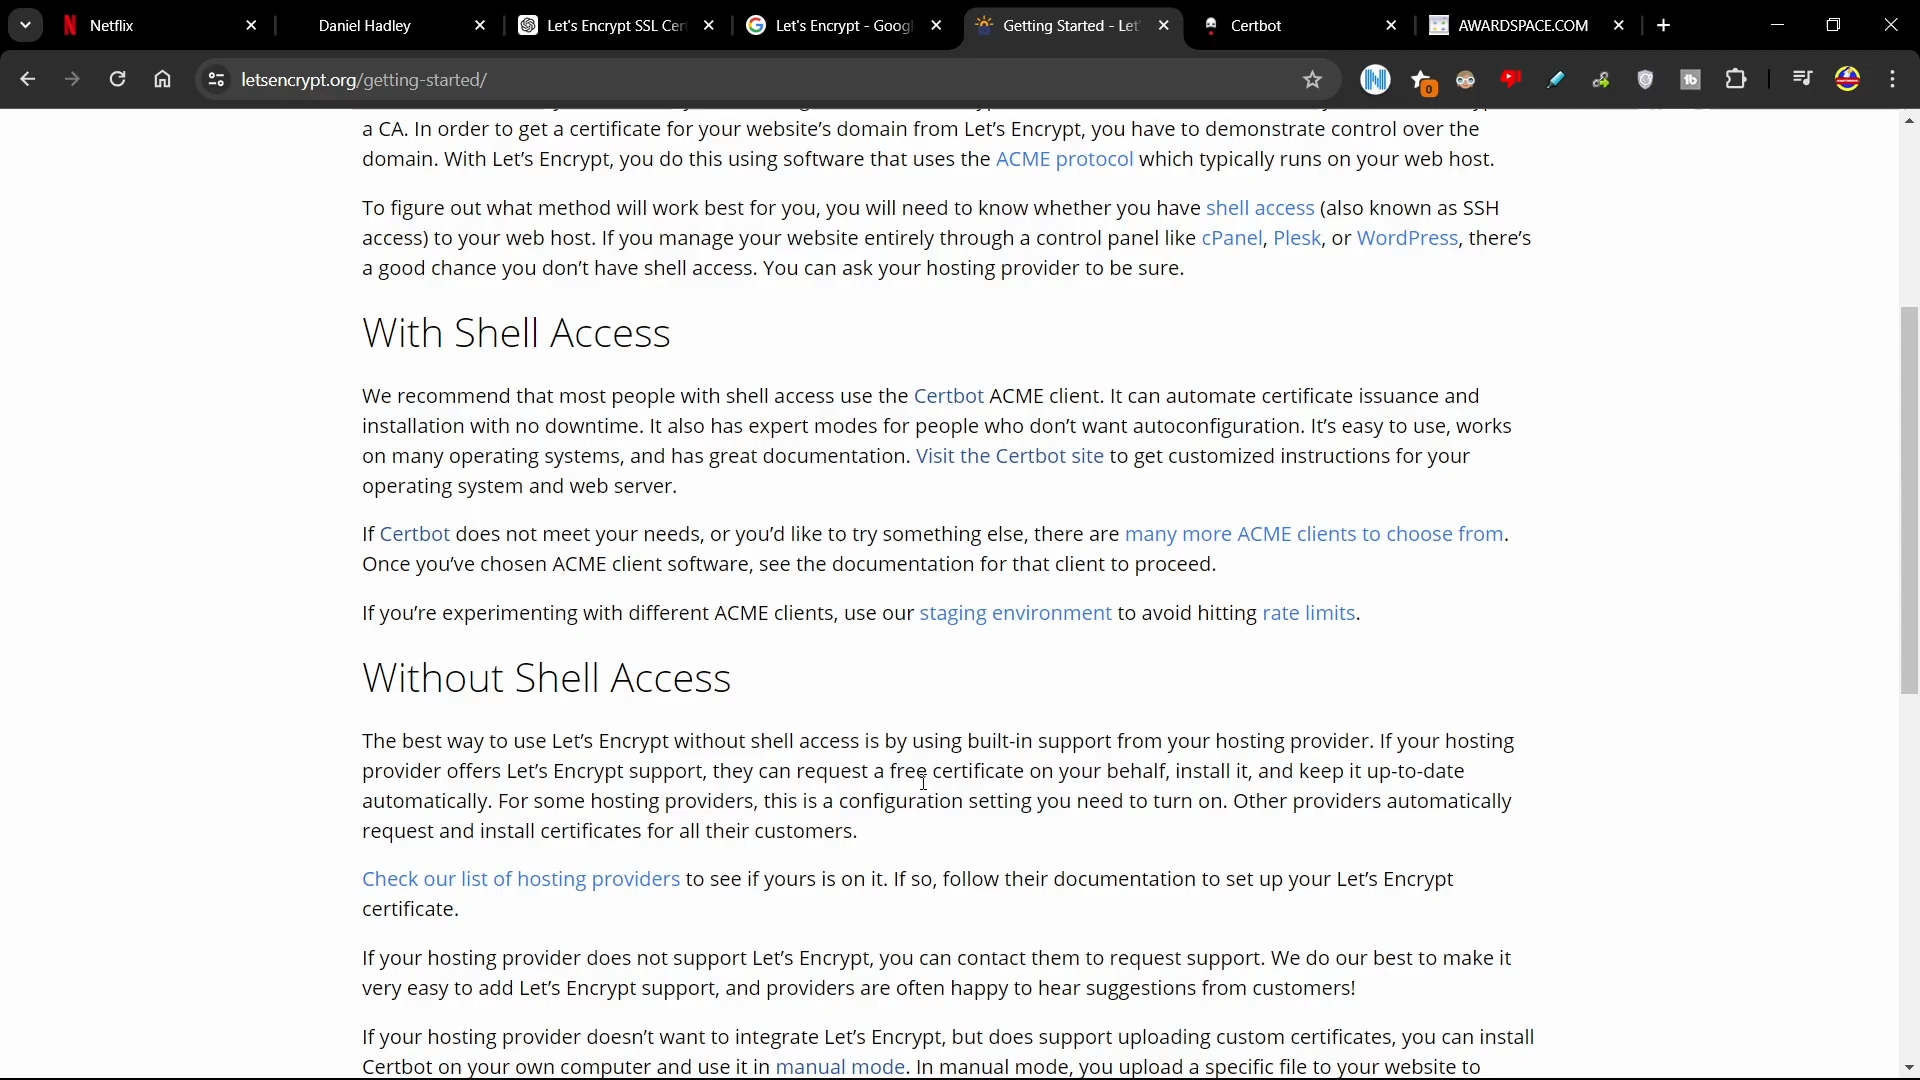 Netflix
Daniel Hadley
Let's Encrypt SSL Cer
Let's Encrypt - Goog
Getting Started - Let
Certbot
AWARDSPACE.COM
letsencrypt.org/getting-started/
0
a CA. In order to get a certificate for your website’s domain from Let’s Encrypt, you have to demonstrate control over the
domain. With Let’s Encrypt, you do this using software that uses the ACME protocol which typically runs on your web host.
To figure out what method will work best for you, you will need to know whether you have shell access (also known as SSH
access) to your web host. If you manage your website entirely through a control panel like cPanel, Plesk, or WordPress, there’s
a good chance you don’t have shell access. You can ask your hosting provider to be sure.
With Shell Access
We recommend that most people with shell access use the Certbot ACME client. It can automate certificate issuance and
installation with no downtime. It also has expert modes for people who don’t want autoconfiguration. It’s easy to use, works
on many operating systems, and has great documentation. Visit the Certbot site to get customized instructions for your
operating system and web server.
If Certbot does not meet your needs, or you’d like to try something else, there are many more ACME clients to choose from.
Once you’ve chosen ACME client software, see the documentation for that client to proceed.
If you’re experimenting with different ACME clients, use our staging environment to avoid hitting rate limits.
Without Shell Access
The best way to use Let’s Encrypt without shell access is by using built-in support from your hosting provider. If your hosting
provider offers Let’s Encrypt support, they can request a free certificate on your behalf, install it, and keep it up-to-date
automatically. For some hosting providers, this is a configuration setting you need to turn on. Other providers automatically
request and install certificates for all their customers.
Check our list of hosting providers to see if yours is on it. If so, follow their documentation to set up your Let’s Encrypt
certificate.
If your hosting provider does not support Let’s Encrypt, you can contact them to request support. We do our best to make it
very easy to add Let’s Encrypt support, and providers are often happy to hear suggestions from customers!
If your hosting provider doesn’t want to integrate Let’s Encrypt, but does support uploading custom certificates, you can install
Certbot on your own computer and use it in manual mode. In manual mode, you upload a specific file to your website to